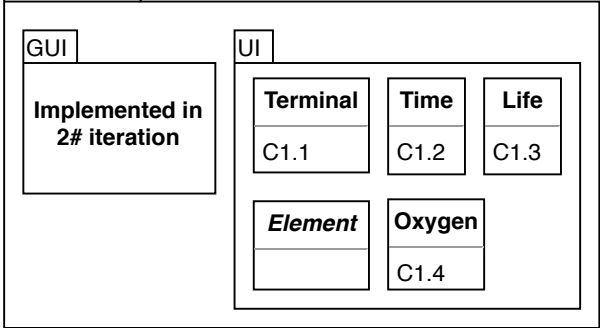 GUI
Implemented in
2# iteration
UI
Terminal
C1.1
Time
C1.2
Life
C1.3
Element
Oxygen
C1.4